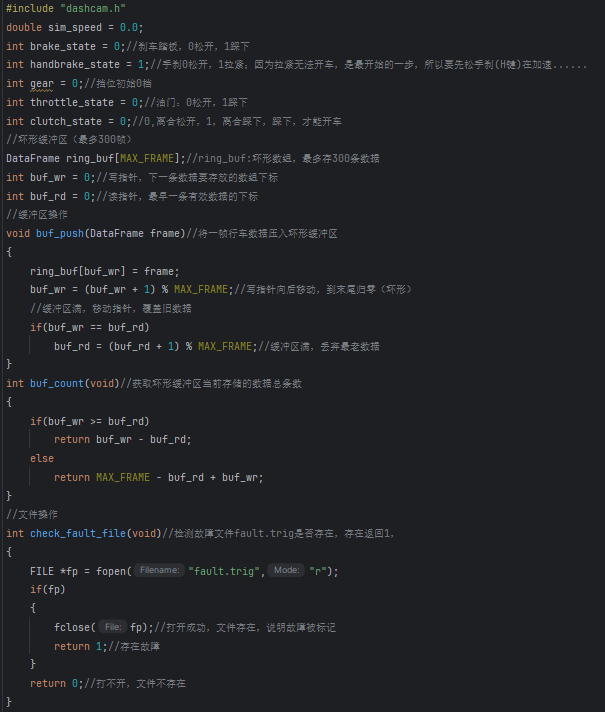 #include "dashcam.h"
double sim_speed = 0.0;
int brake_state = 0;//刹车踏板，0松开，1踩下
int handbrake_state = 1;//手刹0松开，1拉紧；因为拉紧无法开车，是最开始的一步，所以要先松手刹(H键)在加速......
int gear = 0;//挡位初始0档
int throttle_state = 0;//油门：0松开，1踩下
int clutch_state = 0;//0,离合松开，1，离合踩下，踩下，才能开车
//环形缓冲区（最多300帧）
DataFrame ring_buf[MAX_FRAME];//ring_buf:环形数组，最多存300条数据
int buf_wr = 0;//写指针，下一条数据要存放的数组下标
int buf_rd = 0;//读指针，最早一条有效数据的下标
//缓冲区操作
void buf_push(DataFrame frame)//将一帧行车数据压入环形缓冲区
{
    ring_buf[buf_wr] = frame;
    buf_wr = (buf_wr + 1) % MAX_FRAME;//写指针向后移动，到末尾归零（环形）
    //缓冲区满，移动指针，覆盖旧数据
    if(buf_wr == buf_rd)
        buf_rd = (buf_rd + 1) % MAX_FRAME;//缓冲区满，丢弃最老数据
}
int buf_count(void)//获取环形缓冲区当前存储的数据总条数
{
    if(buf_wr >= buf_rd)
        return buf_wr - buf_rd;
    else
        return MAX_FRAME - buf_rd + buf_wr;
}
//文件操作
int check_fault_file(void)//检测故障文件fault.trig是否存在，存在返回1，
{
    FILE *fp = fopen( Filename: "fault.trig", Mode: "r");
    if(fp)
    {
        fclose( File: fp);//打开成功，文件存在，说明故障被标记
        return 1;//存在故障
    }
    return 0;//打不开，文件不存在
}